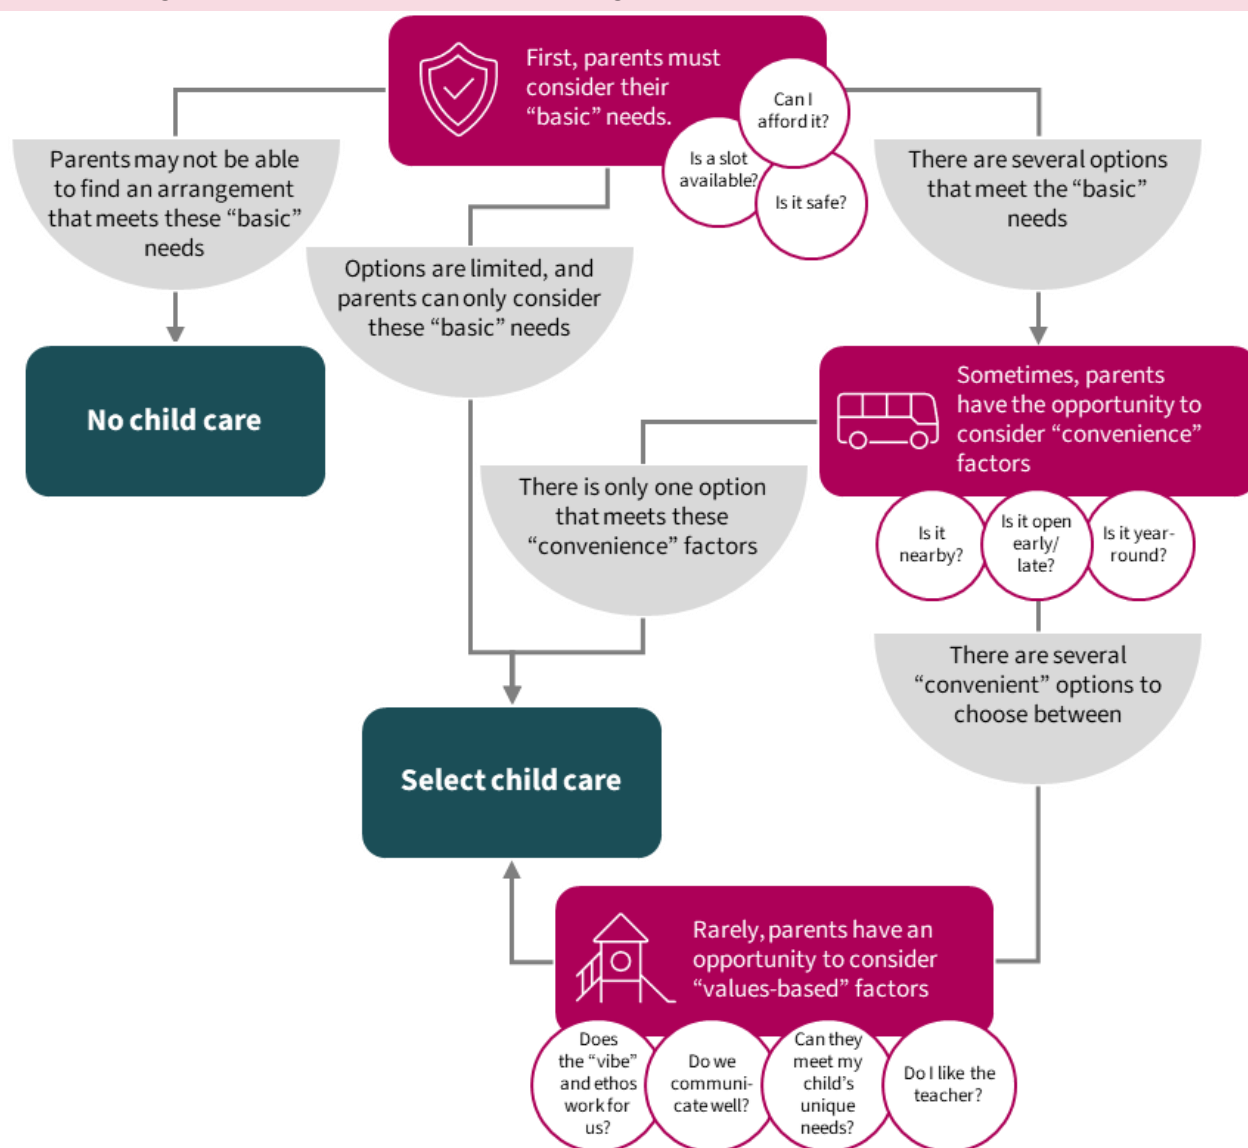 First, parents must
consider their
“basic” needs.
Can I
afford it?
Is a slot
available?
Is it safe?
Parents may not be able
to find an arrangement
that meets these “basic”
needs
Options are limited, and
parents can only consider
these “basic” needs
There are several options
that meet the “basic”
needs
No child care
Sometimes, parents
have the opportunity to
consider “convenience”
factors
Is it
nearby?
Is it open
early/
late?
Is it year-
round?
There is only one option
that meets these
“convenience” factors
There are several
“convenient” options to
choose between
Select child care
Rarely, parents have an
opportunity to consider
“values-based” factors
Does
the “vibe”
and ethos
work for
us?
Do we
communi-
cate well?
Can they
meet my
child’s
unique
needs?
Do I like the
teacher?